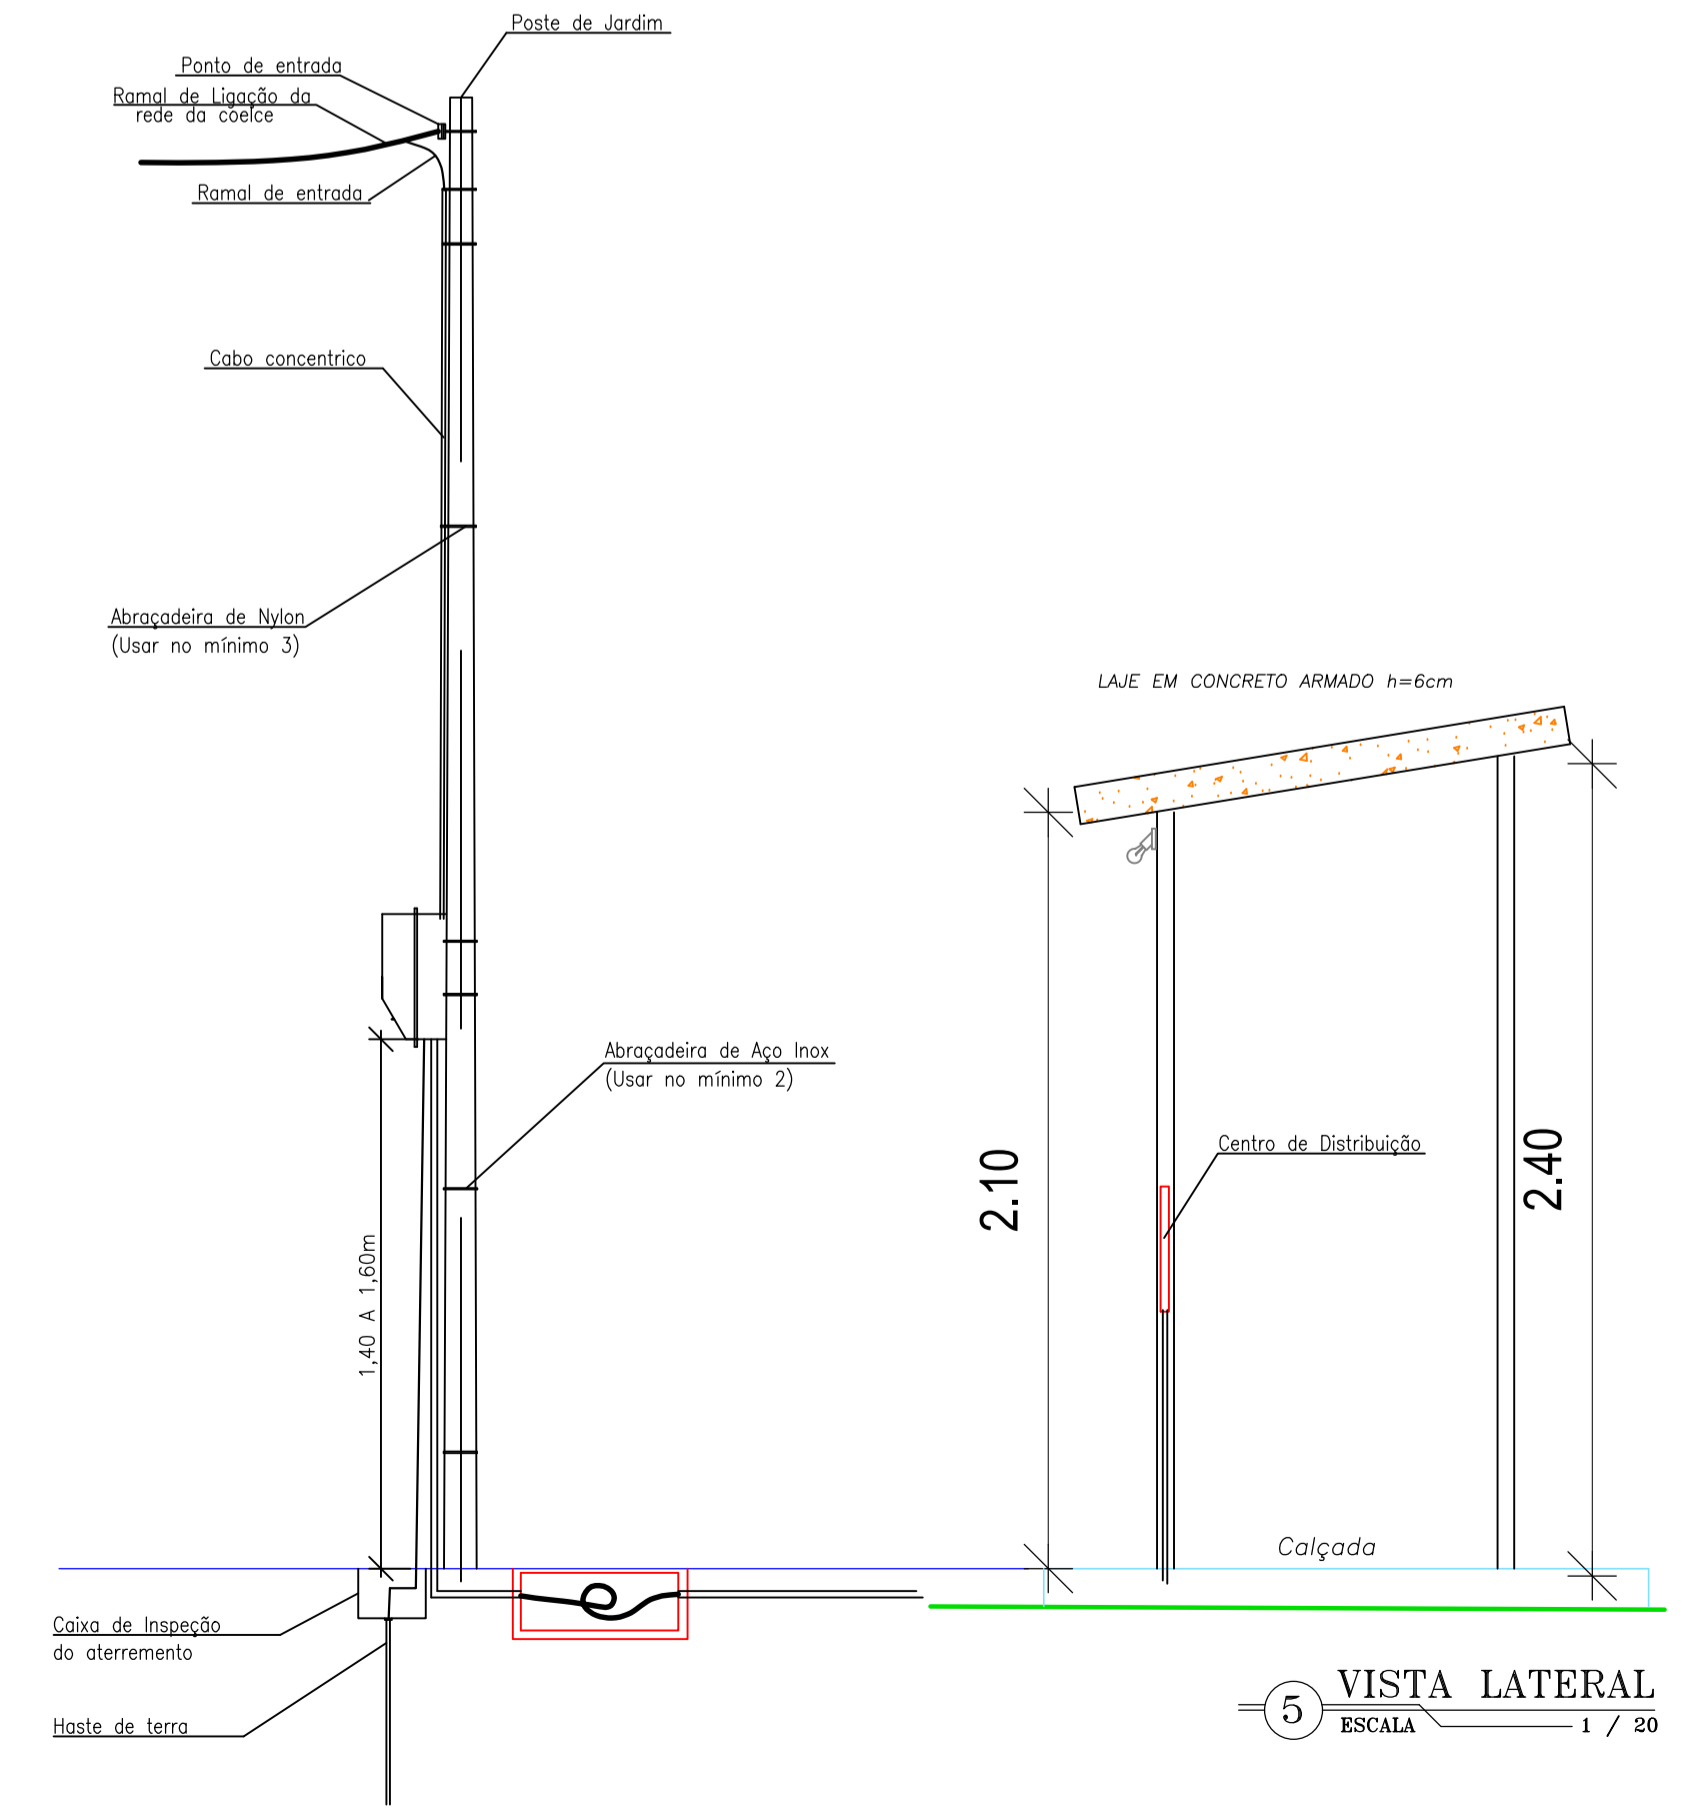 Poste de Jardim
Ponto de entrada
Ramal de Ligação da
rede da coelce
Ramal de entrada
Cabo concentrico
Abraçadeira de Nylon
(Usar no mínimo 3)
LAJE EM CONCRETO ARMADO h=6cm
Abraçadeira de Aço Inox
(Usar no mínimo 2)
Centro de Distribuição
2.10
2.40
1,40 A 1,60m
Calçada
Caixa de Inspeção
do aterremento
Haste de terra
5 VISTA LATERAL
ESCALA 1 / 20